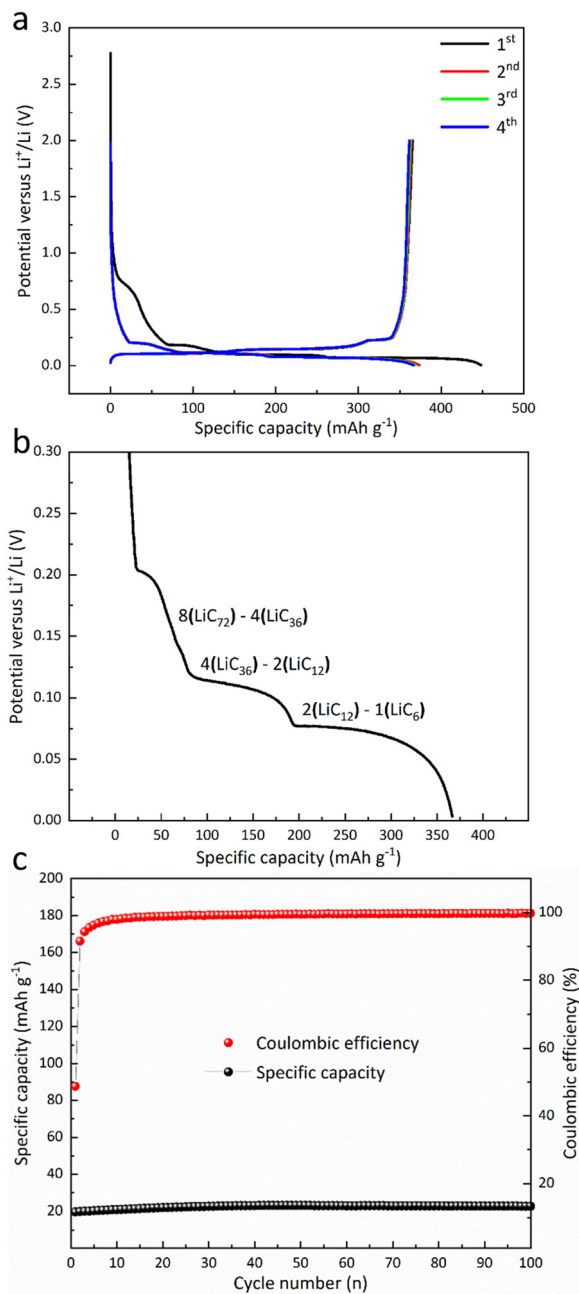 a
3.0
2.5
2.0
1.5
1.0
0.5
0.0
Potential versus Li⁺/Li (V)
1ˢᵗ
2ⁿᵈ
3ʳᵈ
4ᵗʰ
0 100 200 300 400 500
Specific capacity (mAh g⁻¹)
b
0.30
0.25
0.20
0.15
0.10
0.05
0.00
Potential versus Li⁺/Li (V)
8(LiC₇₂) - 4(LiC₃₆)
4(LiC₃₆) - 2(LiC₁₂)
2(LiC₁₂) - 1(LiC₆)
0 50 100 150 200 250 300 350 400
Specific capacity (mAh g⁻¹)
c
200
180
160
140
120
100
80
60
40
20
0
Specific capacity (mAh g⁻¹)
Coulombic efficiency
Specific capacity
100
80
60
40
20
Coulombic efficiency (%)
0 10 20 30 40 50 60 70 80 90 100
Cycle number (n)